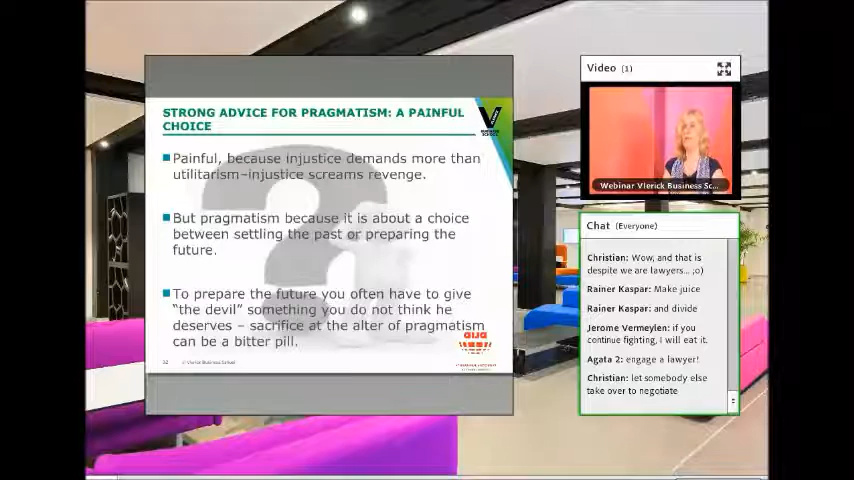 STRONG ADVICE FOR PRAGMATISM: A PAINFUL
CHOICE
Painful, because injustice demands more than
utilitarism–injustice screams revenge.
But pragmatism because it is about a choice
between settling the past or preparing the
future.
To prepare the future you often have to give
“the devil” something you do not think he
deserves – sacrifice at the alter of pragmatism
can be a bitter pill.
32
© Vlerick Business School
Video (1)
Webinar Vlerick Business Sc...
Chat (Everyone)
Christian: Wow, and that is
despite we are lawyers... ;o)
Rainer Kaspar: Make juice
Rainer Kaspar: and divide
Jerome Vermeylen: if you
continue fighting, I will eat it.
Agata 2: engage a lawyer!
Christian: let somebody else
take over to negotiate